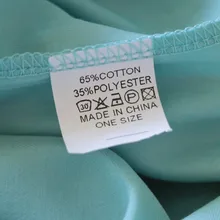 65%COTTON
35%POLYESTER
30 P
MADE IN CHINA
ONE SIZE